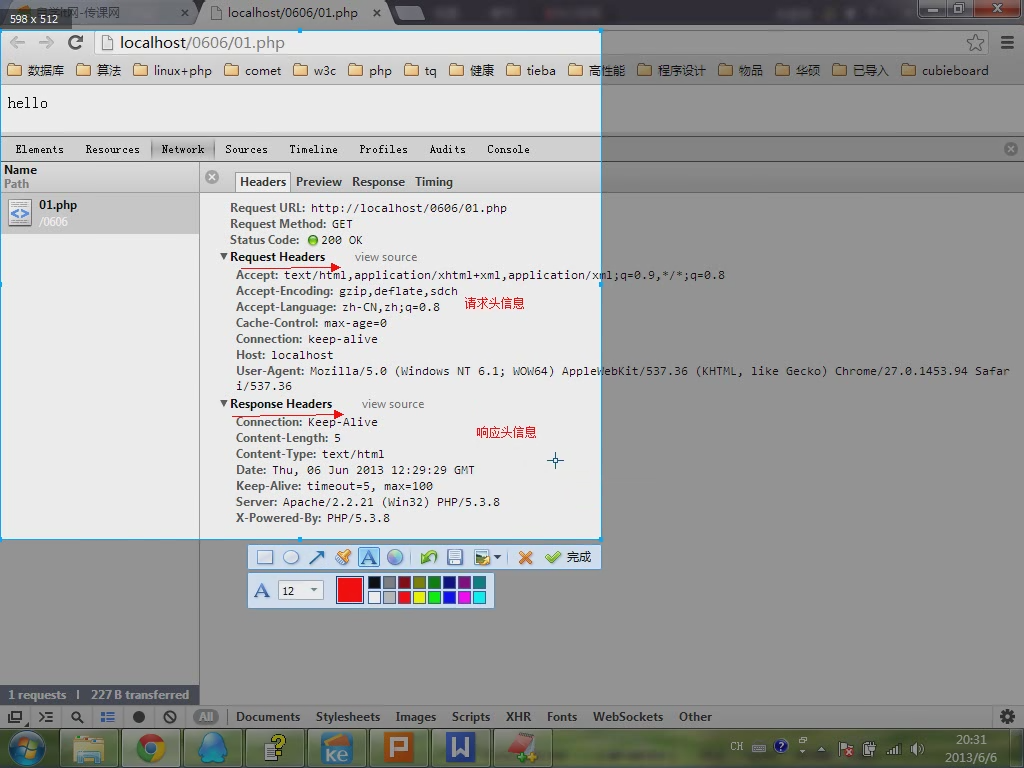 网-传课网
localhost/0606/01.php
598 x 512
localhost/0606/01.php
数据库 算法 linux+php comet w3c php tq 健康 tieba 高性能 程序设计 物品 华硕 已导入 cubieboard
hello
Elements Resources Network Sources Timeline Profiles Audits Console
Name
Path
Headers Preview Response Timing
01.php
/0606
Request URL: http://localhost/0606/01.php
Request Method: GET
Status Code: 200 OK
Request Headers view source
Accept: text/html,application/xhtml+xml,application/xml;q=0.9,*/*;q=0.8
Accept-Encoding: gzip,deflate,sdch
Accept-Language: zh-CN,zh;q=0.8
请求头信息
Cache-Control: max-age=0
Connection: keep-alive
Host: localhost
User-Agent: Mozilla/5.0 (Windows NT 6.1; WOW64) AppleWebKit/537.36 (KHTML, like Gecko) Chrome/27.0.1453.94 Safar
i/537.36
Response Headers view source
Connection: Keep-Alive
响应头信息
Content-Length: 5
Content-Type: text/html
Date: Thu, 06 Jun 2013 12:29:29 GMT
Keep-Alive: timeout=5, max=100
Server: Apache/2.2.21 (Win32) PHP/5.3.8
X-Powered-By: PHP/5.3.8
A 完成
A 12
1 requests | 227 B transferred
All Documents Stylesheets Images Scripts XHR Fonts WebSockets Other
ke P W
CH
20:31
2013/6/6